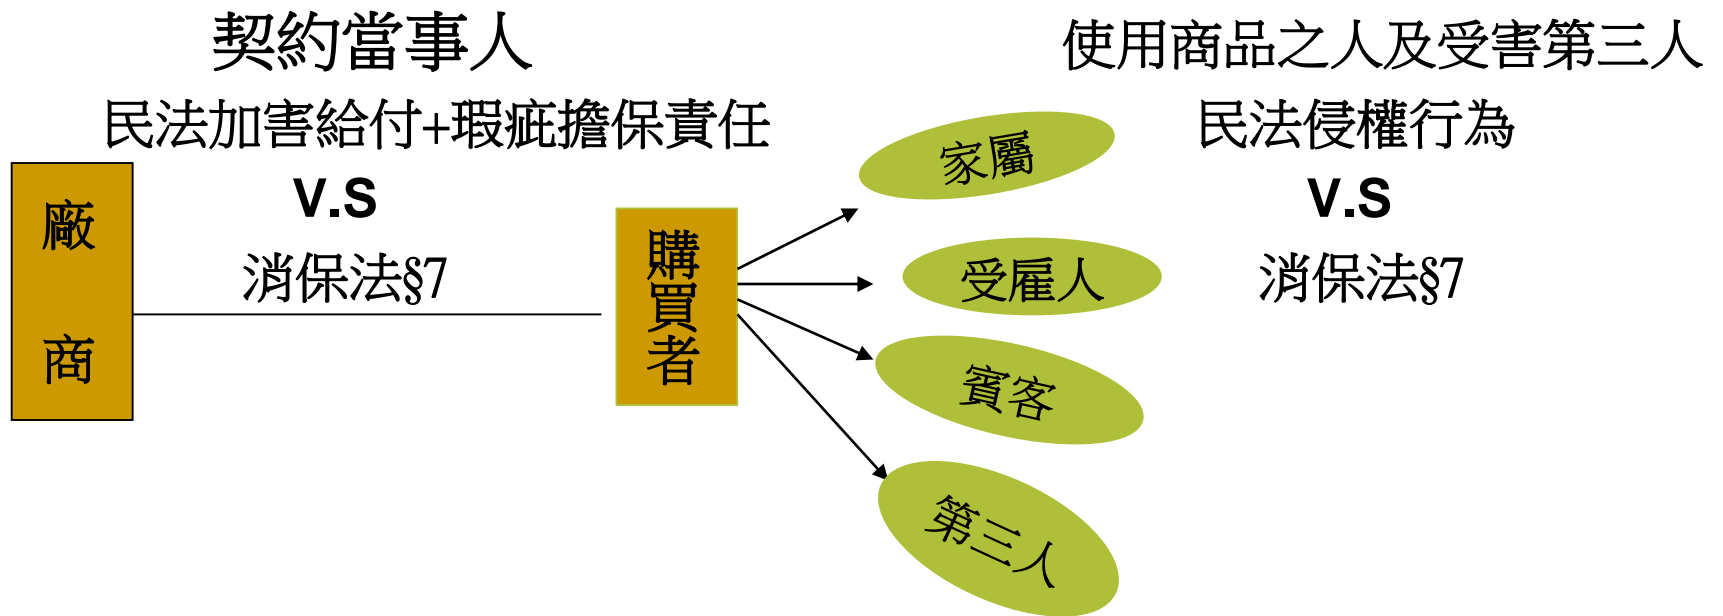 契約當事人
民法加害給付+瑕疵擔保責任
V.S
消保法§7
廠商
購買者
家屬
受雇人
賓客
第三人
使用商品之人及受害第三人
民法侵權行為
V.S
消保法§7